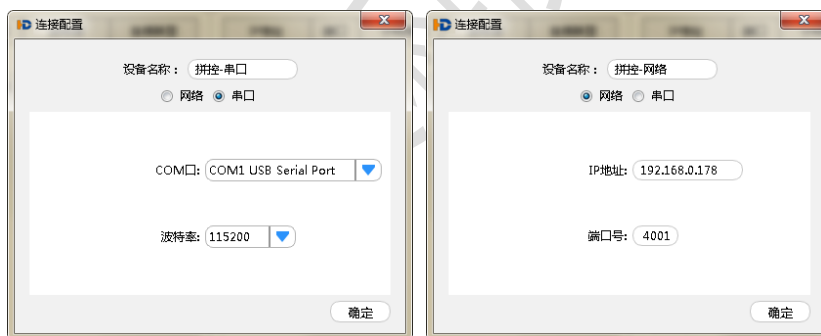 连接配置
设备名称： 拼控-串口
网络 串口
COM口: COM1 USB Serial Port
波特率: 115200
确定
连接配置
设备名称： 拼控-网络
网络 串口
IP地址: 192.168.0.178
端口号: 4001
确定